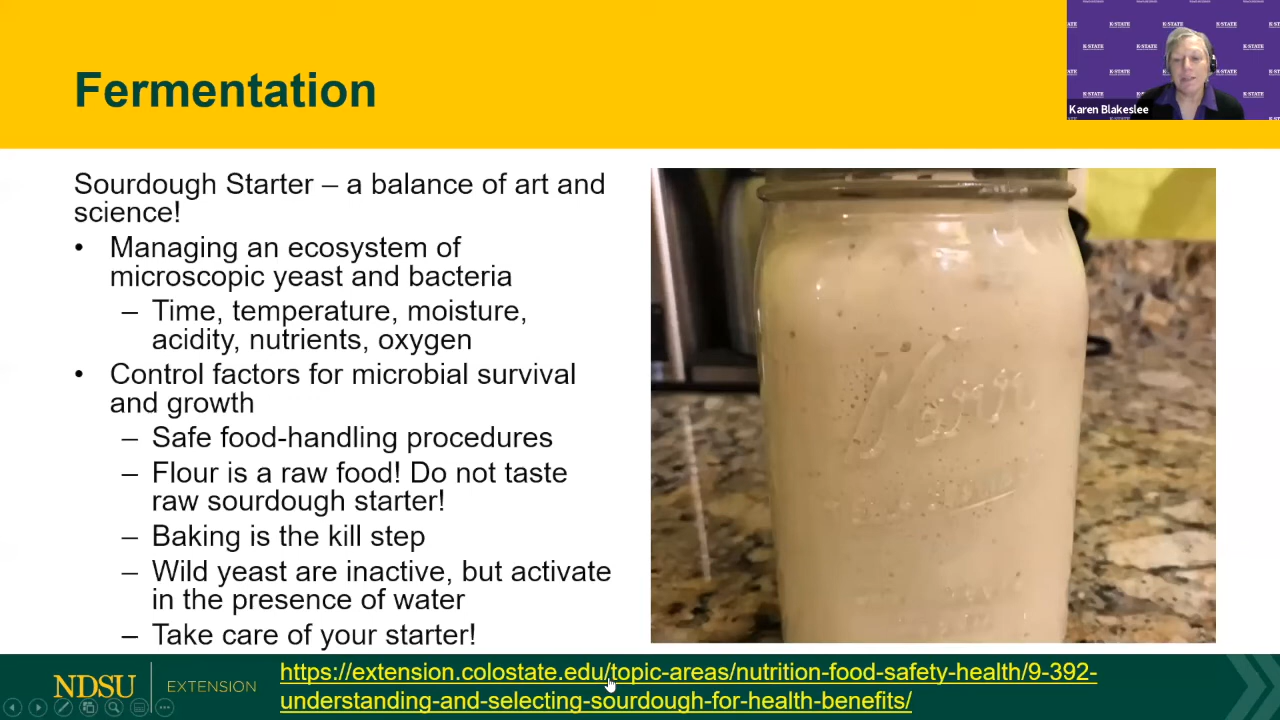 Fermentation
K-STATE
Karen Blakeslee
Sourdough Starter – a balance of art and
science!
• Managing an ecosystem of
microscopic yeast and bacteria
– Time, temperature, moisture,
acidity, nutrients, oxygen
• Control factors for microbial survival
and growth
– Safe food-handling procedures
– Flour is a raw food! Do not taste
raw sourdough starter!
– Baking is the kill step
– Wild yeast are inactive, but activate
in the presence of water
– Take care of your starter!
Kerr
NDSU EXTENSION
https://extension.colostate.edu/topic-areas/nutrition-food-safety-health/9-392-
understanding-and-selecting-sourdough-for-health-benefits/